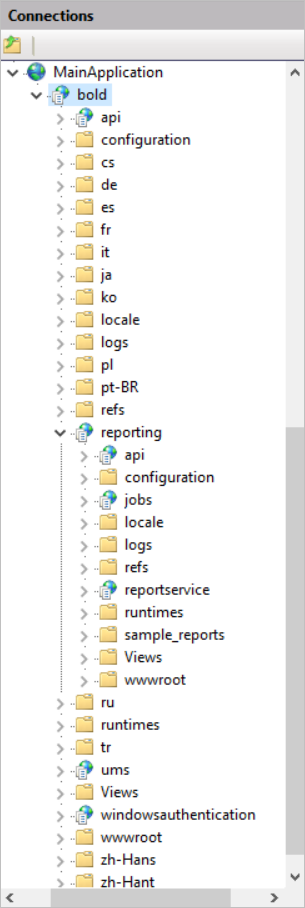 Connections
MainApplication
bold
api
configuration
cs
de
es
fr
it
ja
ko
locale
logs
pl
pt-BR
refs
reporting
api
configuration
jobs
locale
logs
refs
reportservice
runtimes
sample_reports
Views
wwwroot
ru
runtimes
tr
ums
Views
windowsauthentication
wwwroot
zh-Hans
zh-Hant